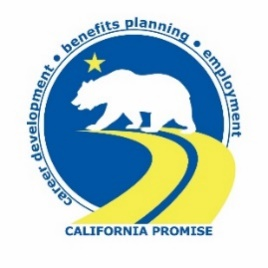 career development • benefits planning • employment
CALIFORNIA PROMISE